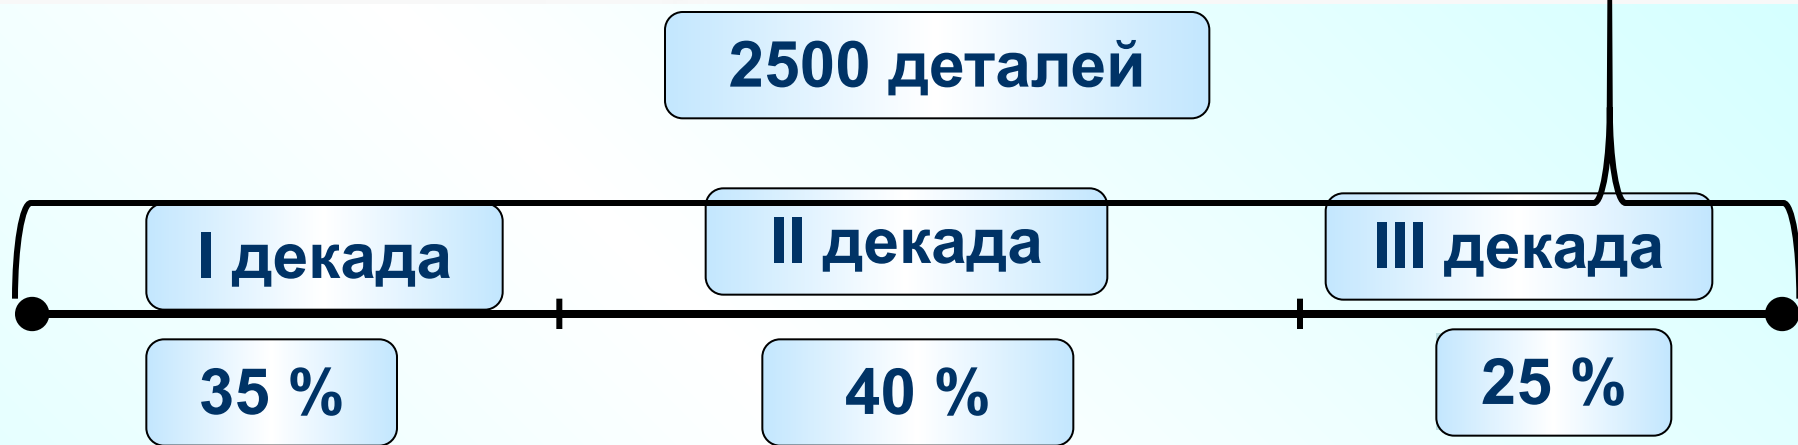 2500 деталей
I декада
II декада
III декада
35 %
40 %
25 %